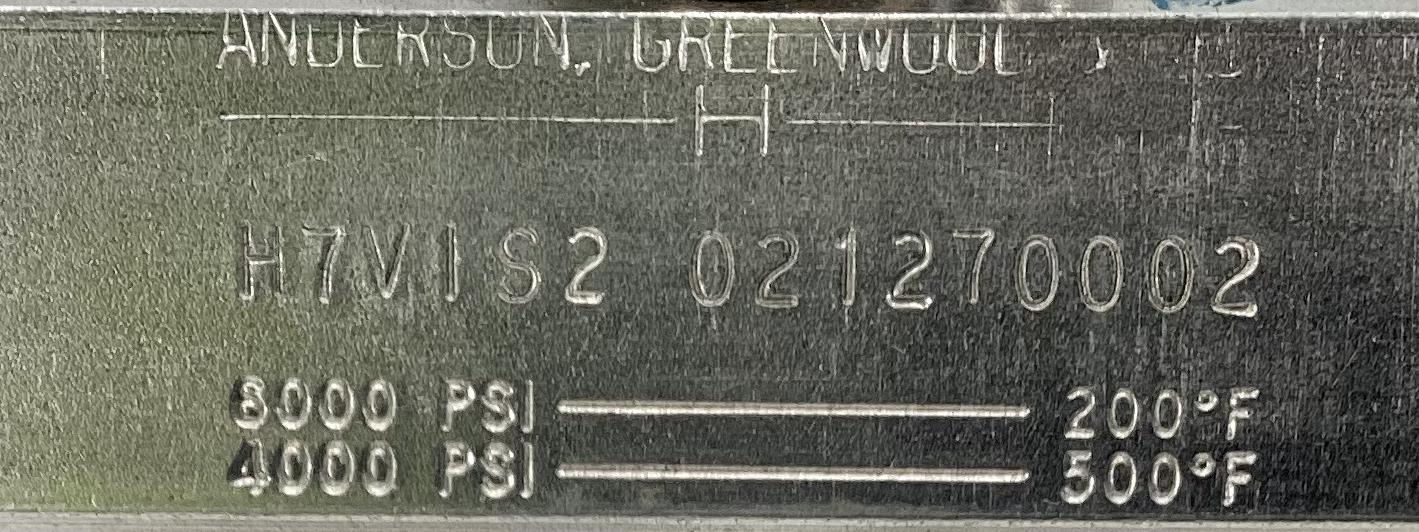 ANDERSON, GREENWOOD
H
H7VIS2 021270002
6000 PSI 200°F
4000 PSI 500°F